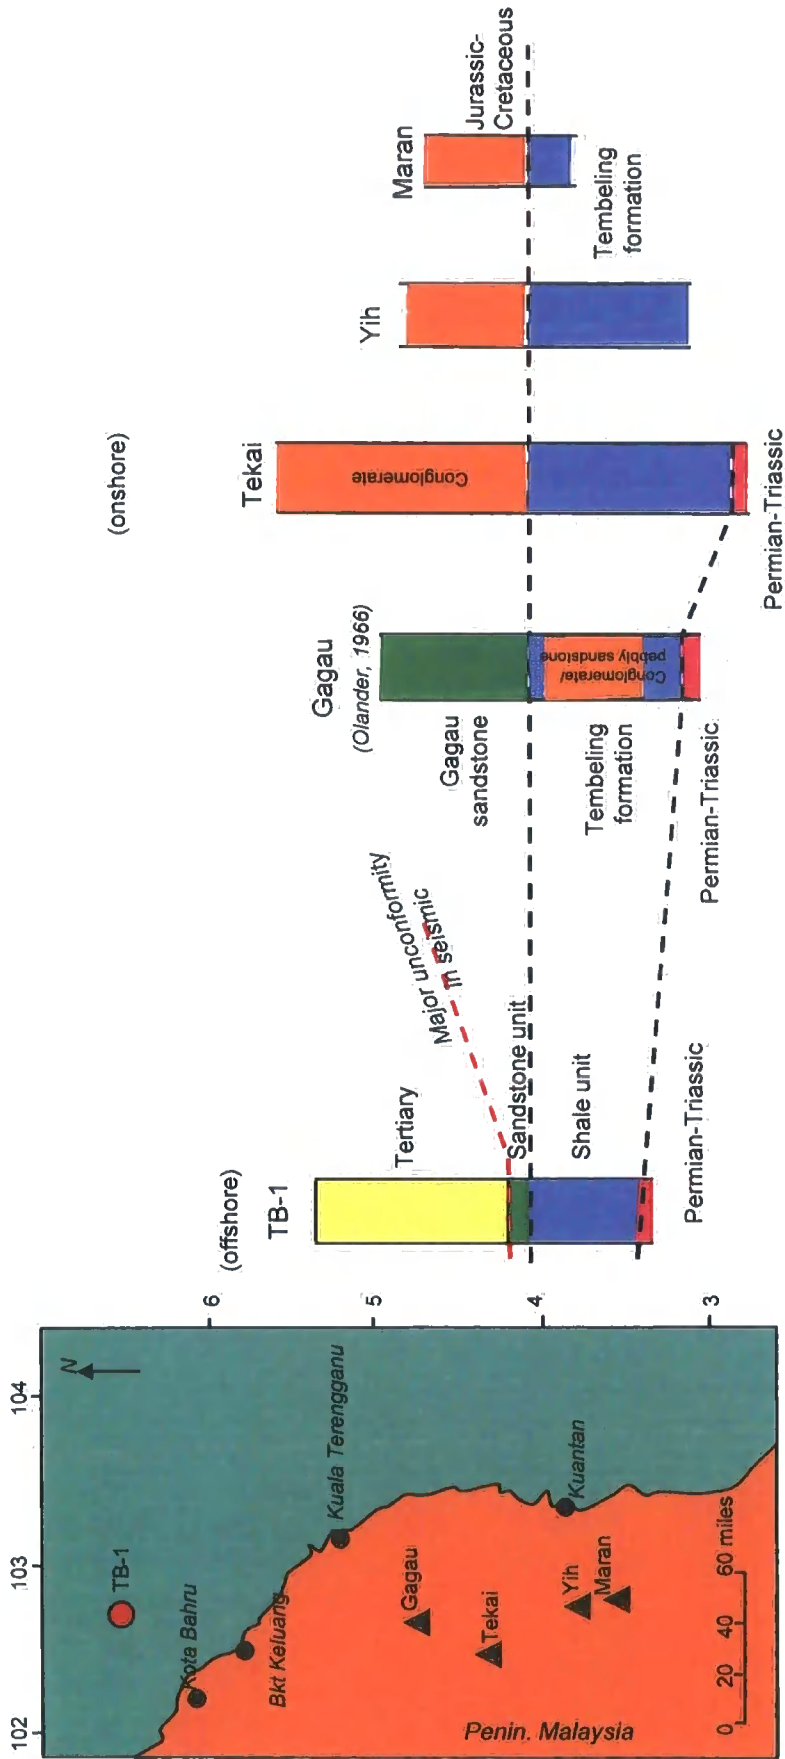 102
103
104
N
6
5
4
3
TB-1
Kota Bahru
Bkt Keluang
Kuala Terengganu
Gagau
Tekai
Kuantan
Yih
Maran
Penin. Malaysia
0 20 40 60 miles
(offshore)
TB-1
Tertiary
Sandstone unit
Shale unit
Permian-Triassic
Major unconformity
in seismic
Gagau
(Olander, 1966)
Gagau
sandstone
Conglomerate/
pebbly sandstone
Tembeling
formation
Permian-Triassic
(onshore)
Tekai
Conglomerate
Permian-Triassic
Yih
Maran
Jurassic-
Cretaceous
Tembeling
formation